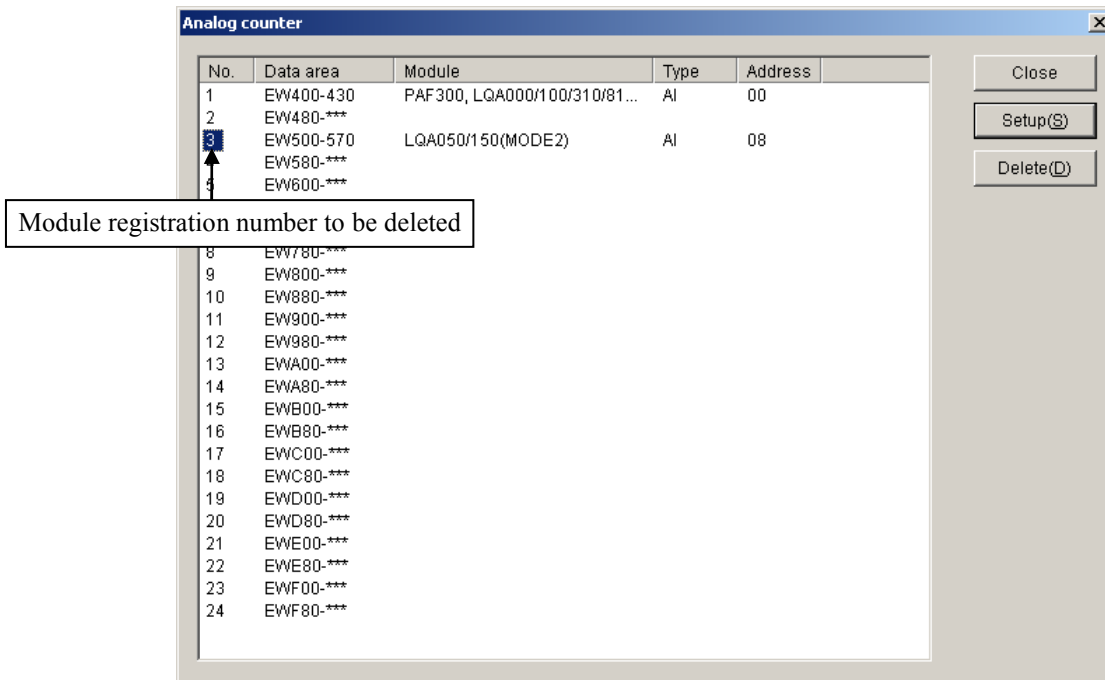 Analog counter
No. Data area Module Type Address
Close
1 EW400-430 PAF300, LQA000/100/310/81... AI 00
2 EW480-***
Setup(S)
3 EW500-570 LQA050/150(MODE2) AI 08
EW580-***
Delete(D)
5 EW600-***
Module registration number to be deleted
8 EW780-***
9 EW800-***
10 EW880-***
11 EW900-***
12 EW980-***
13 EWA00-***
14 EWA80-***
15 EWB00-***
16 EWB80-***
17 EWC00-***
18 EWC80-***
19 EWD00-***
20 EWD80-***
21 EWE00-***
22 EWE80-***
23 EWF00-***
24 EWF80-***